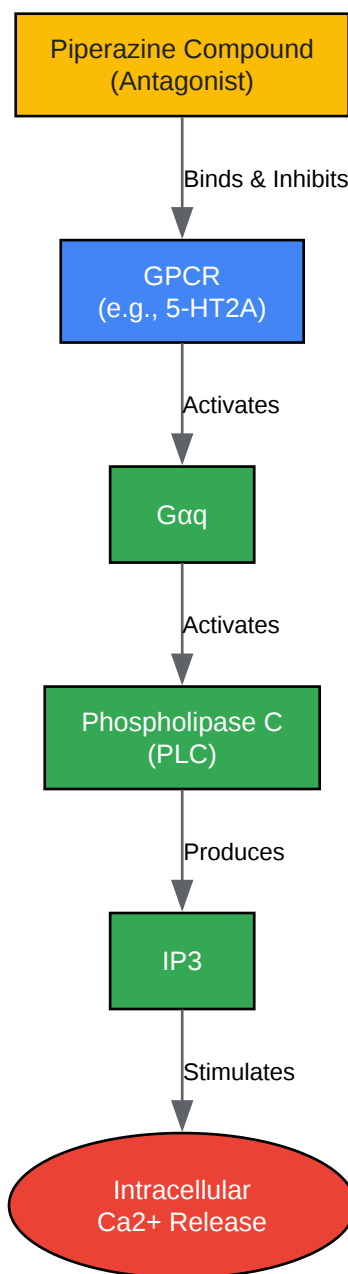 Piperazine Compound
(Antagonist)
Binds & Inhibits
GPCR
(e.g., 5-HT2A)
Activates
Gαq
Activates
Phospholipase C
(PLC)
Produces
IP3
Stimulates
Intracellular
Ca2+ Release